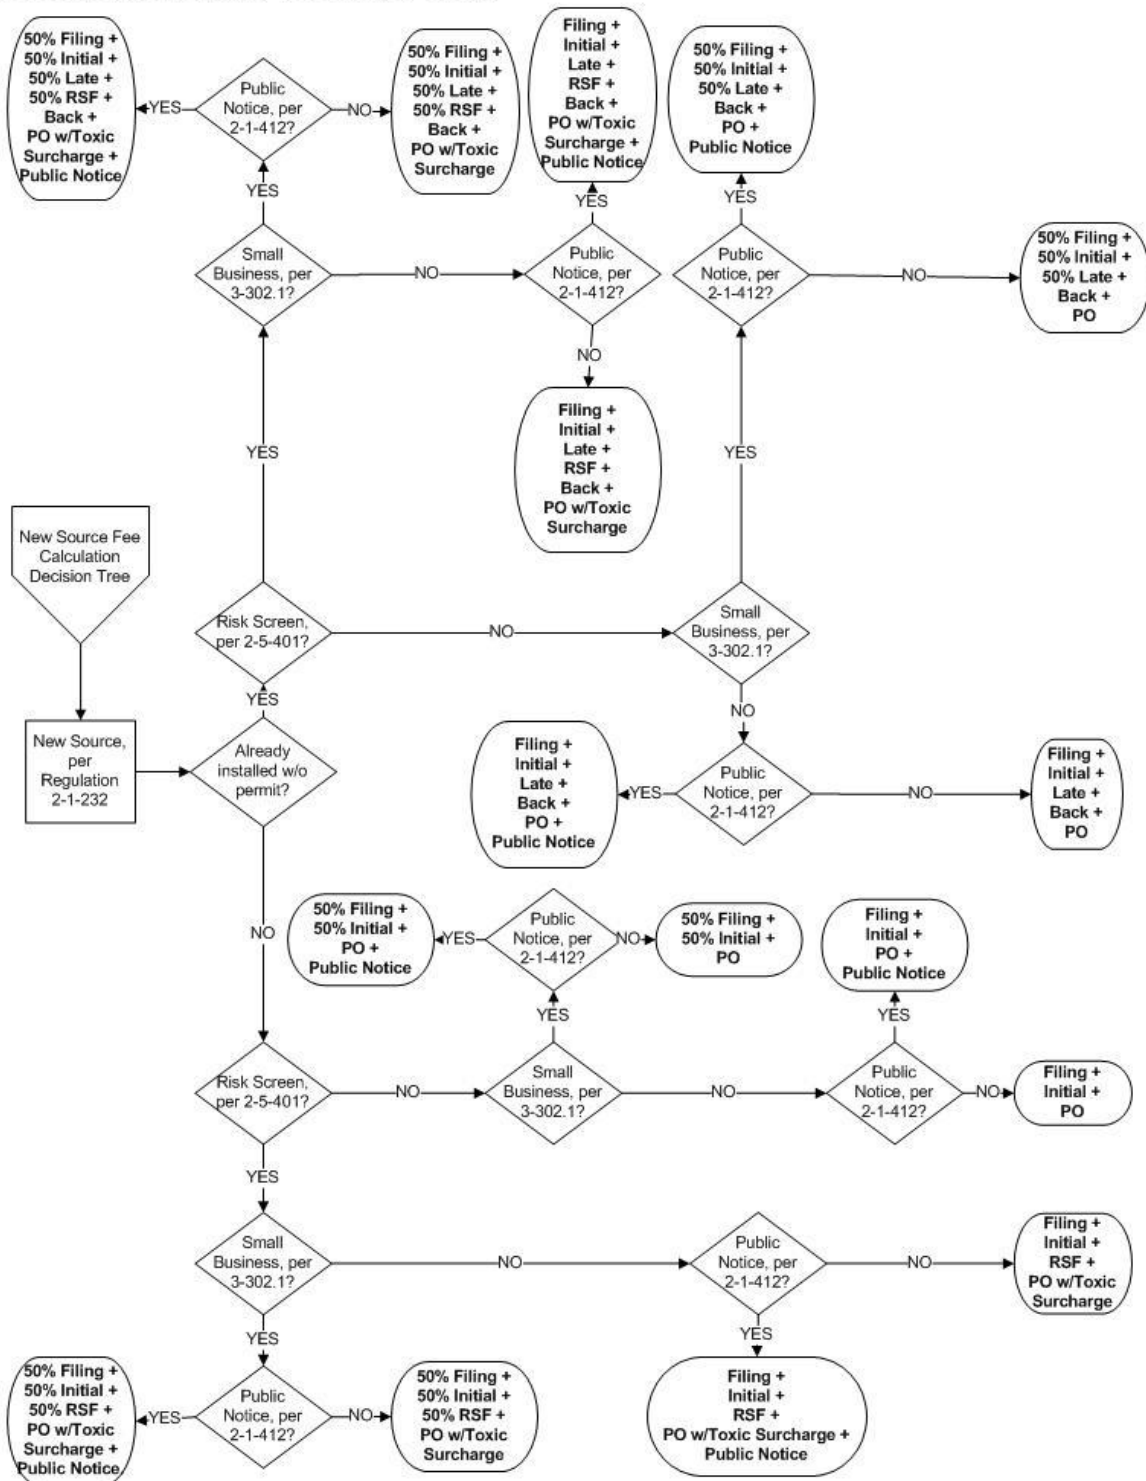 50% Filing +
50% Initial +
50% Late +
50% RSF +
Back +
PO w/Toxic
Surcharge +
Public Notice
YES
Public
Notice, per
2-1-412?
NO
50% Filing +
50% Initial +
50% Late +
50% RSF +
Back +
PO w/Toxic
Surcharge
Filing +
Initial +
Late +
RSF +
Back +
PO w/Toxic
Surcharge +
Public Notice
50% Filing +
50% Initial +
50% Late +
Back +
PO +
Public Notice
YES
YES
YES
Small
Business, per
3-302.1?
NO
Public
Notice, per
2-1-412?
Public
Notice, per
2-1-412?
NO
50% Filing +
50% Initial +
50% Late +
Back +
PO
NO
Filing +
Initial +
Late +
RSF +
Back +
PO w/Toxic
Surcharge
YES
YES
New Source Fee
Calculation
Decision Tree
Risk Screen,
per 2-5-401?
NO
Small
Business, per
3-302.1?
YES
NO
New Source,
per
Regulation
2-1-232
Already
installed w/o
permit?
Filing +
Initial +
Late +
Back +
PO +
Public Notice
YES
Public
Notice, per
2-1-412?
NO
Filing +
Initial +
Late +
Back +
PO
NO
50% Filing +
50% Initial +
PO +
Public Notice
YES
Public
Notice, per
2-1-412?
NO
50% Filing +
50% Initial +
PO
Filing +
Initial +
PO +
Public Notice
YES
YES
Risk Screen,
per 2-5-401?
NO
Small
Business, per
3-302.1?
NO
Public
Notice, per
2-1-412?
NO
Filing +
Initial +
PO
YES
Small
Business, per
3-302.1?
NO
Public
Notice, per
2-1-412?
NO
Filing +
Initial +
RSF +
PO w/Toxic
Surcharge
YES
YES
50% Filing +
50% Initial +
50% RSF +
PO w/Toxic
Surcharge +
Public Notice
YES
Public
Notice, per
2-1-412?
NO
50% Filing +
50% Initial +
50% RSF +
PO w/Toxic
Surcharge
Filing +
Initial +
RSF +
PO w/Toxic Surcharge +
Public Notice